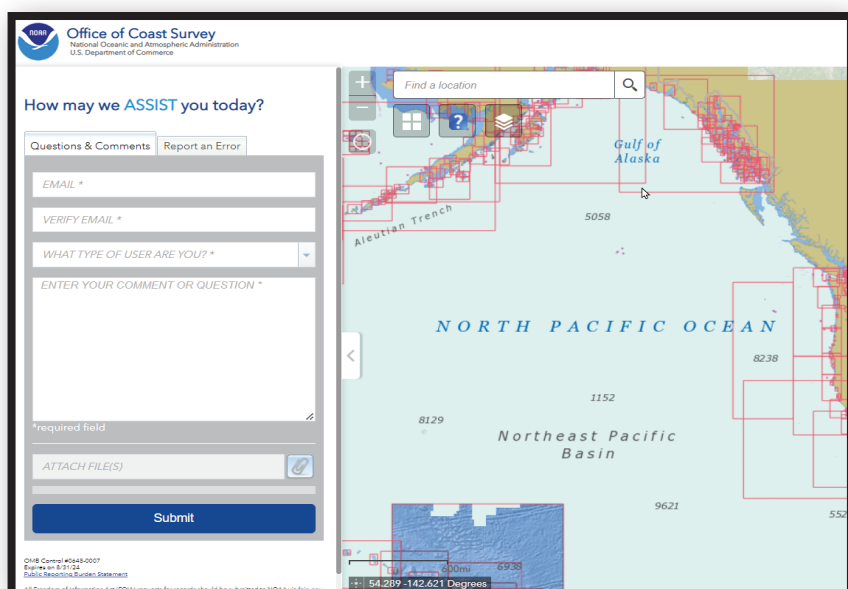 NOAA
Office of Coast Survey
National Oceanic and Atmospheric Administration
U.S. Department of Commerce
How may we ASSIST you today?
Questions & Comments
Report an Error
EMAIL *
VERIFY EMAIL *
WHAT TYPE OF USER ARE YOU? *
ENTER YOUR COMMENT OR QUESTION *
*required field
ATTACH FILE(S)
Submit
OMB Control #0648-0007
Expires on 8/31/24
Public Reporting Burden Statement
+
Find a location
−
?
Gulf of
Alaska
Aleutian Trench
5058
NORTH PACIFIC OCEAN
8238
1152
8129
Northeast Pacific
Basin
9621
552
600mi
6938
54.289 -142.621 Degrees